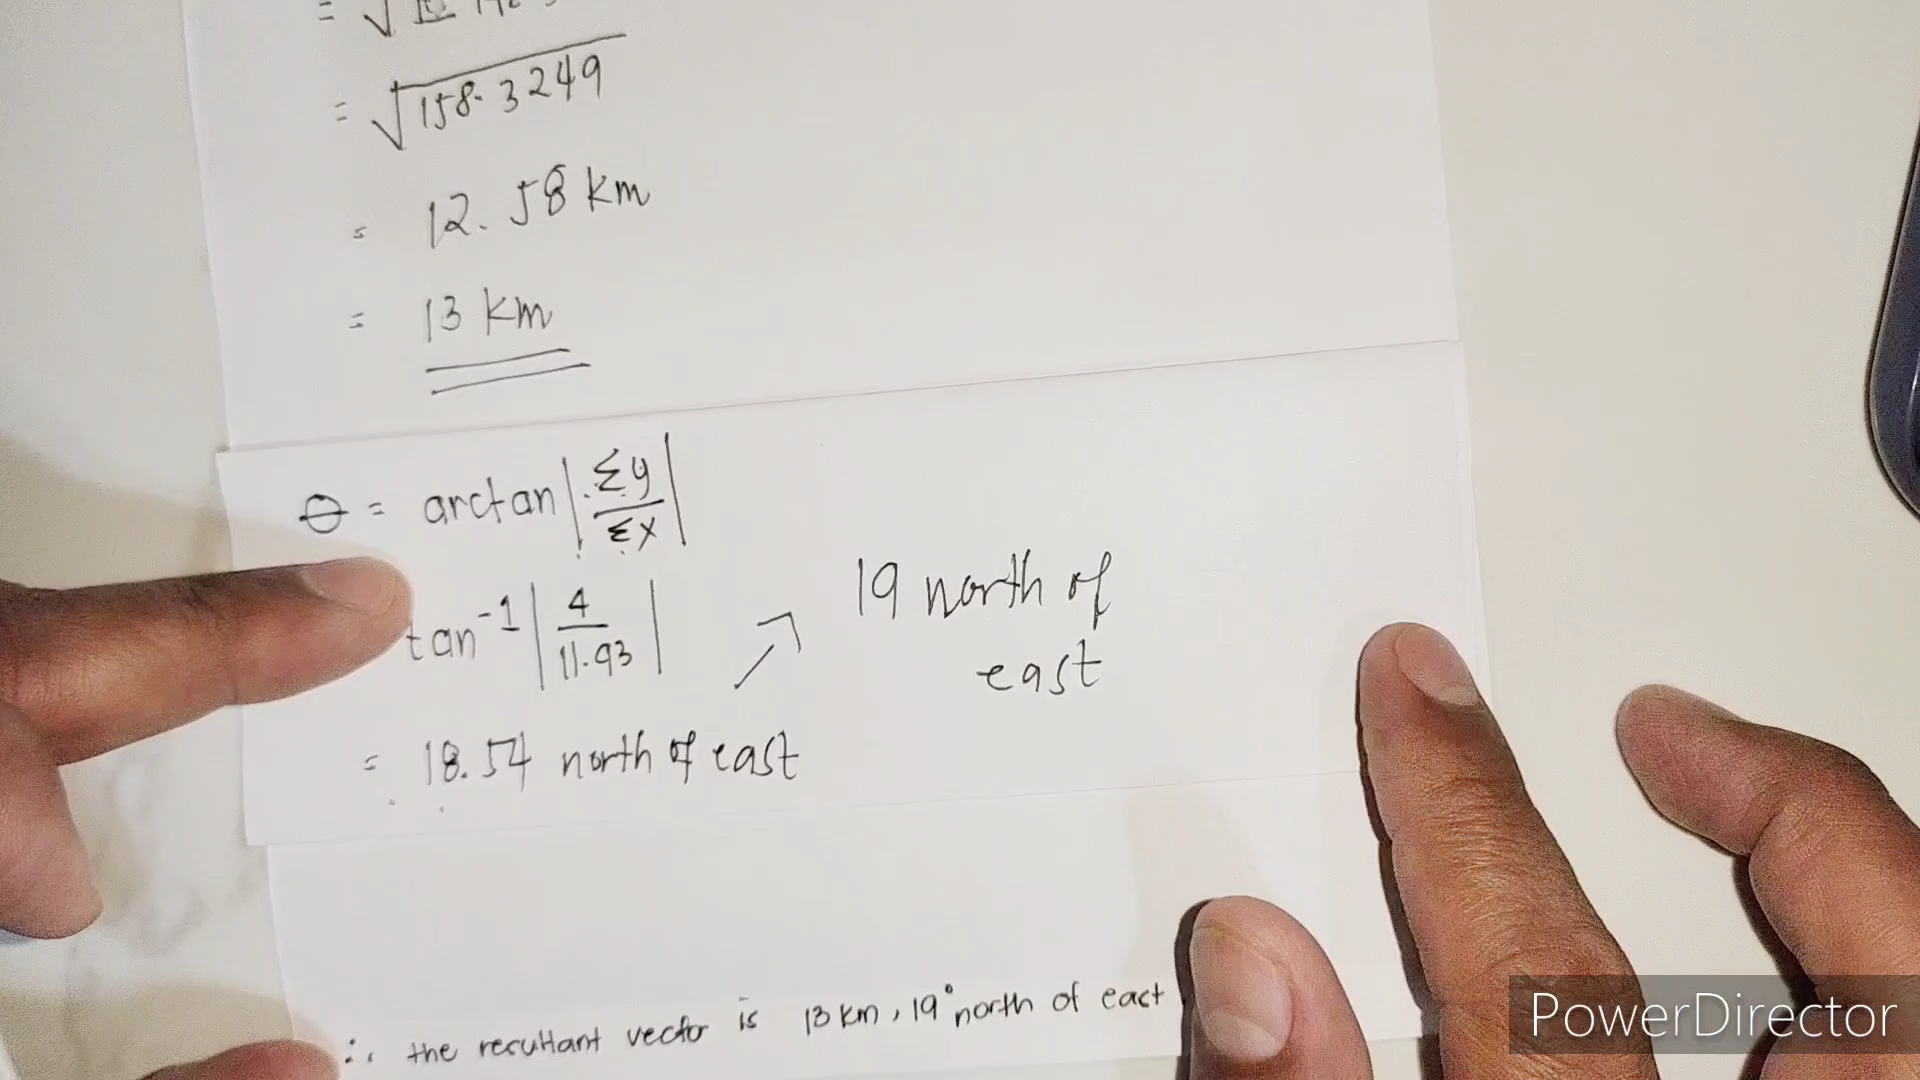 = √158.3249
= 12.58 km
= 13 km
θ = arctan |Σy/Σx|
tan⁻¹ |4/11.93|
19 north of
east
= 18.54 north of east
∴ the resultant vector is 13 km, 19° north of east
PowerDirector